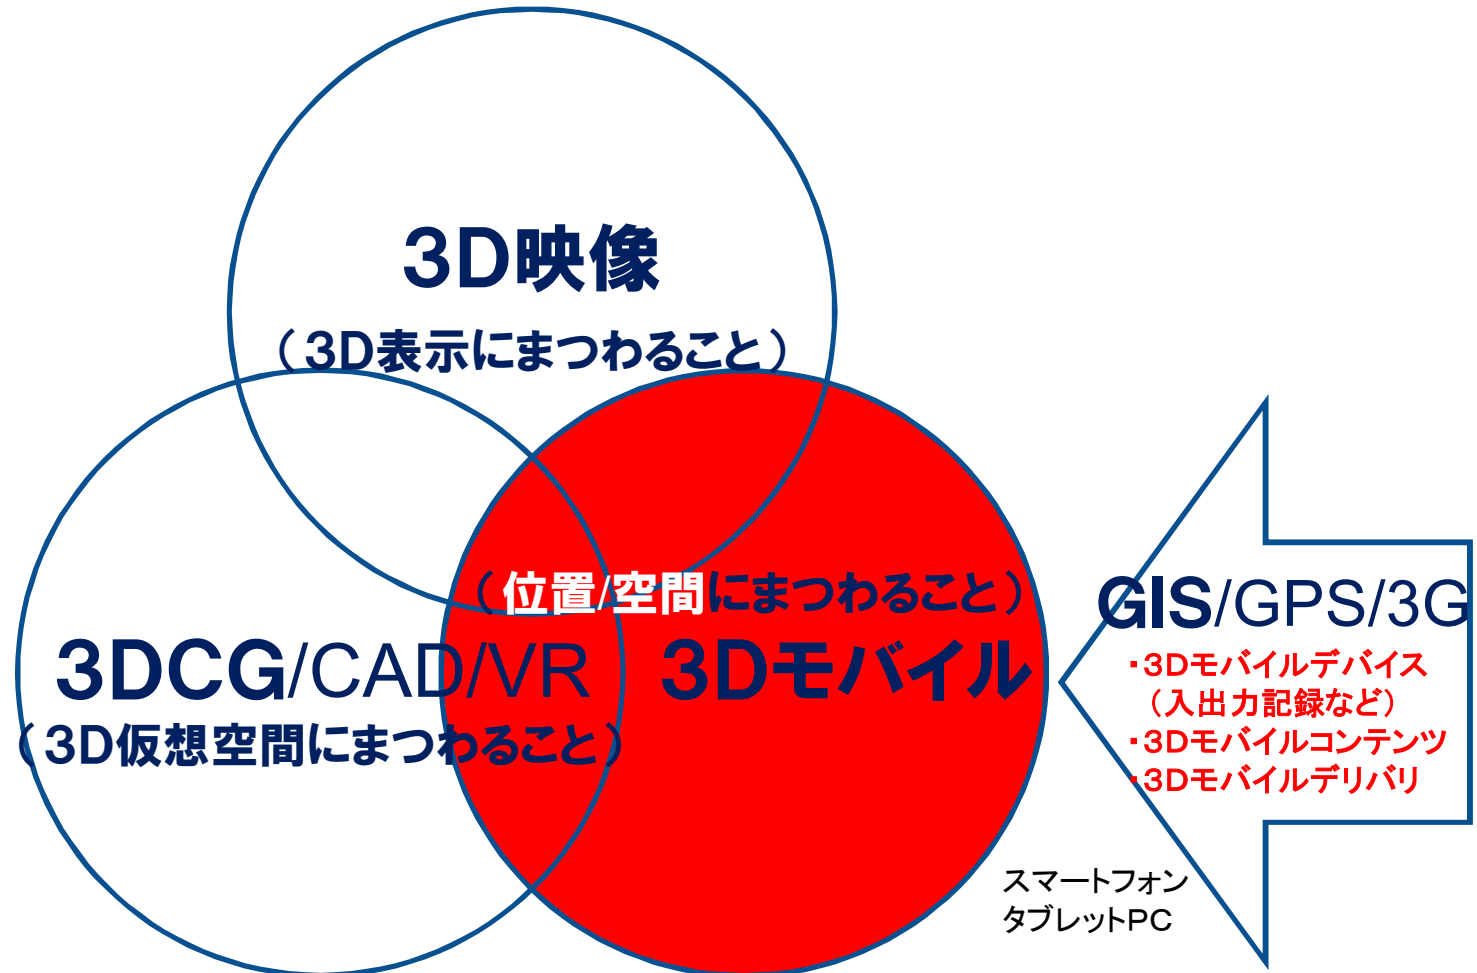 3D映像
（3D表示にまつわること）
（位置/空間にまつわること）
3Dモバイル
3DCG/CAD/VR
（3D仮想空間にまつわること）
GIS/GPS/3G
・3Dモバイルデバイス
（入出力記録など）
・3Dモバイルコンテンツ
・3Dモバイルデリバリ
スマートフォン
タブレットPC